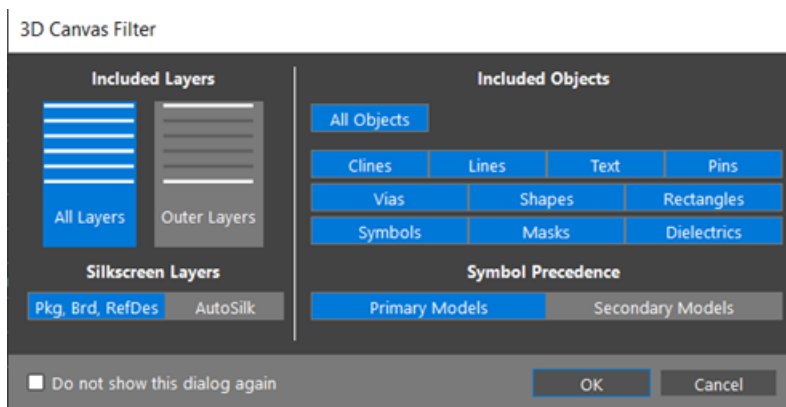 3D Canvas Filter
Included Layers
All Layers
Outer Layers
Silkscreen Layers
Pkg, Brd, RefDes
AutoSilk
Included Objects
All Objects
Clines
Lines
Text
Pins
Vias
Shapes
Rectangles
Symbols
Masks
Dielectrics
Symbol Precedence
Primary Models
Secondary Models
Do not show this dialog again
OK
Cancel